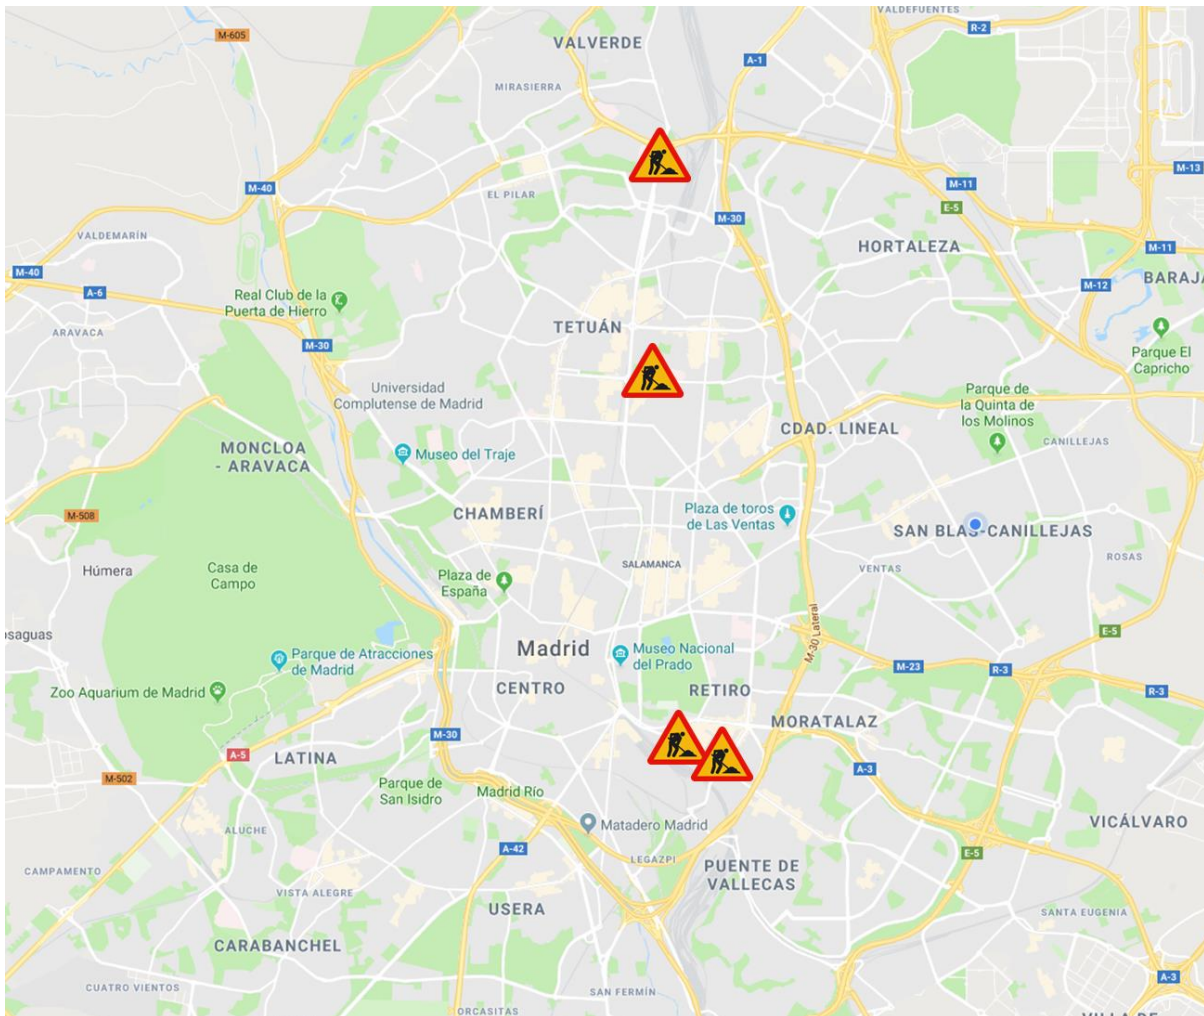 VALDEFUENTES
M-605
R-2
VALVERDE
A-1
MIRASIERRA
M-13
M-40
EL PILAR
M-11
E-5
M-30
VALDEMARÍN
HORTALEZA
M-11
M-40
A-6
M-12
BARAJA
Real Club de la
Puerta de Hierro
ARAVACA
TETUÁN
M-30
Parque El
Capricho
Universidad
Complutense de Madrid
Parque de
la Quinta de
los Molinos
CDAD. LINEAL
CANILLEJAS
MONCLOA
- ARAVACA
Museo del Traje
M-508
CHAMBERÍ
Plaza de toros
de Las Ventas
SAN BLAS-CANILLEJAS
ROSAS
Húmera
Casa de
Campo
Plaza de
España
SALAMANCA
VENTAS
osaguas
Parque de Atracciones
de Madrid
Madrid
Museo Nacional
del Prado
M-30 Lateral
E-5
M-23
R-3
Zoo Aquarium de Madrid
CENTRO
RETIRO
R-3
MORATALAZ
M-30
A-5
LATINA
A-3
M-502
Parque de
San Isidro
Madrid Río
Matadero Madrid
VICÁLVARO
ALUCHE
A-42
LEGAZPI
E-5
CAMPAMENTO
PUENTE DE
VALLECAS
VISTA ALEGRE
USERA
SANTA EUGENIA
CARABANCHEL
A-3
CUATRO VIENTOS
SAN FERMÍN
ORCASITAS
VILLA DE